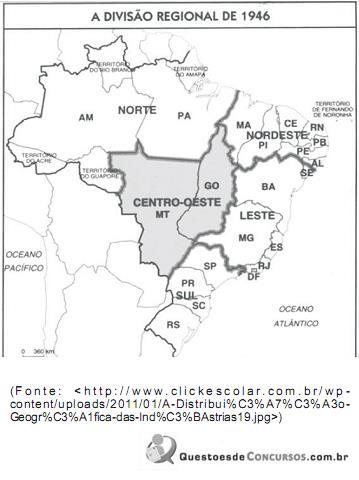 A DIVISÃO REGIONAL DE 1946
TERRITÓRIO
DO RIO BRANCO
TERRITÓRIO
DO AMAPÁ
TERRITÓRIO
DE FERNANDO
DE NORONHA
NORTE
AM
PA
MA
CE
RN
NORDESTE
PI
PB
PE
AL
SE
TERRITÓRIO
DO ACRE
TERRITÓRIO
DO GUAPORÉ
GO
BA
CENTRO-OESTE
MT
LESTE
MG
ES
OCEANO
PACÍFICO
SP
RJ
DF
PR
SUL
SC
OCEANO
ATLÂNTICO
RS
0 360 km
(Fonte: <http://www.clickescolar.com.br/wp-
content/uploads/2011/01/A-Distribui%C3%A7%C3%A3o-
Geogr%C3%A1fica-das-Ind%C3%BAstrias19.jpg>)
QuestoesdeConcursos.com.br